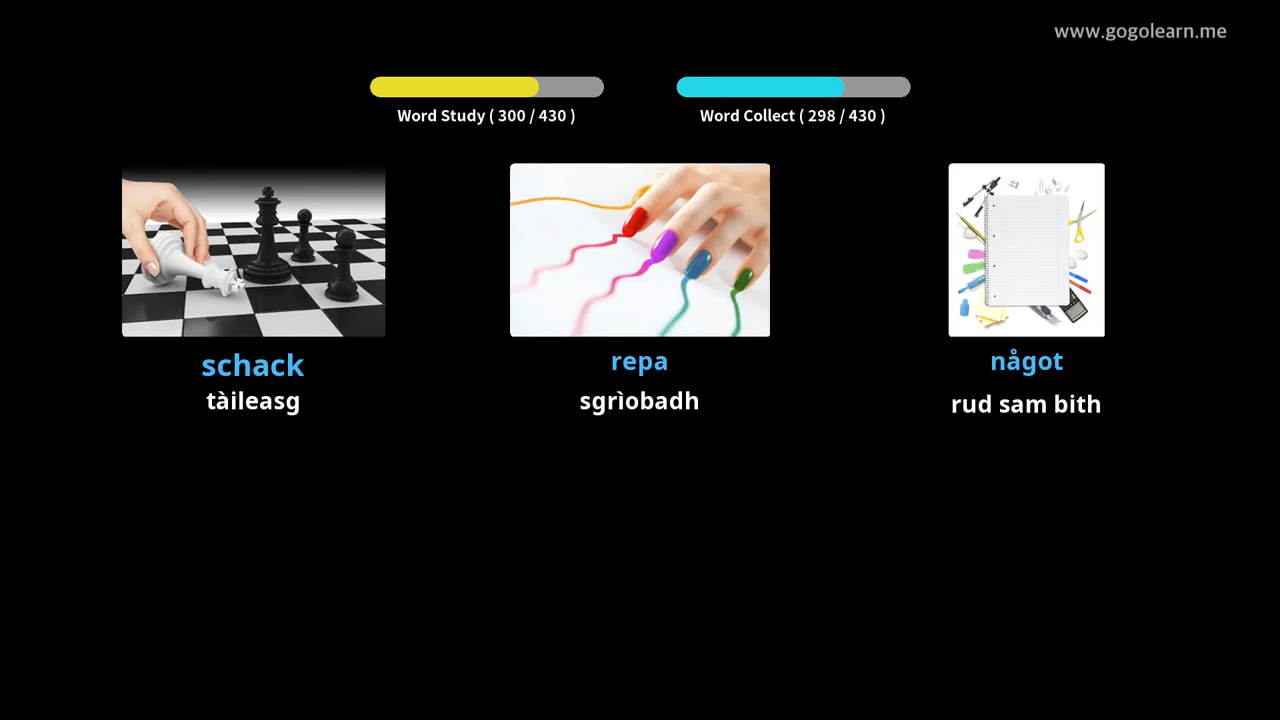 www.gogolearn.me
Word Study ( 300 / 430 )
Word Collect ( 298 / 430 )
schack
tàileasg
repa
sgrìobadh
något
rud sam bith